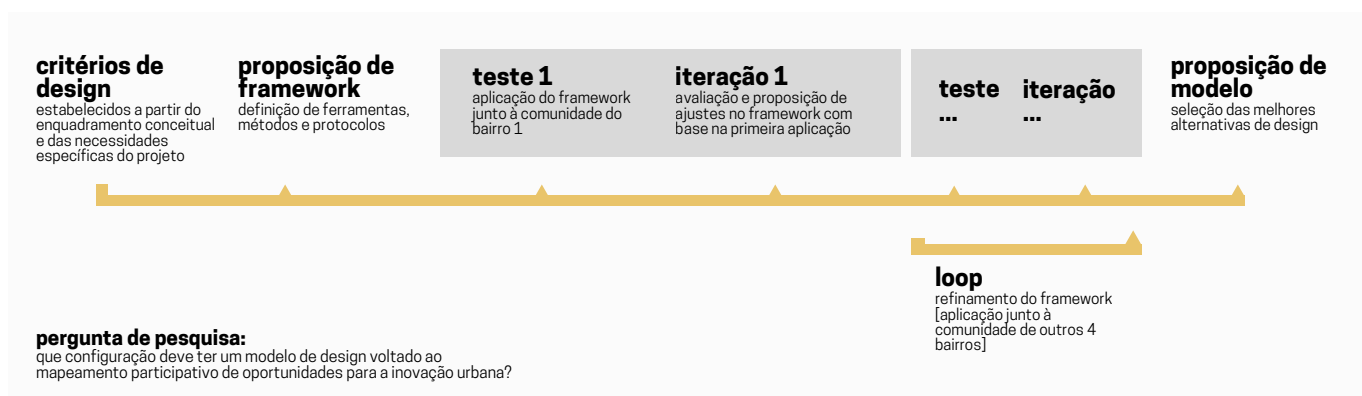 critérios de
design
estabelecidos a partir do
enquadramento conceitual
e das necessidades
específicas do projeto
proposição de
framework
definição de ferramentas,
métodos e protocolos
teste 1
aplicação do framework
junto à comunidade do
bairro 1
iteração 1
avaliação e proposição de
ajustes no framework com
base na primeira aplicação
teste
...
iteração
...
proposição de
modelo
seleção das melhores
alternativas de design
loop
refinamento do framework
[aplicação junto à
comunidade de outros 4
bairros]
pergunta de pesquisa:
que configuração deve ter um modelo de design voltado ao
mapeamento participativo de oportunidades para a inovação urbana?